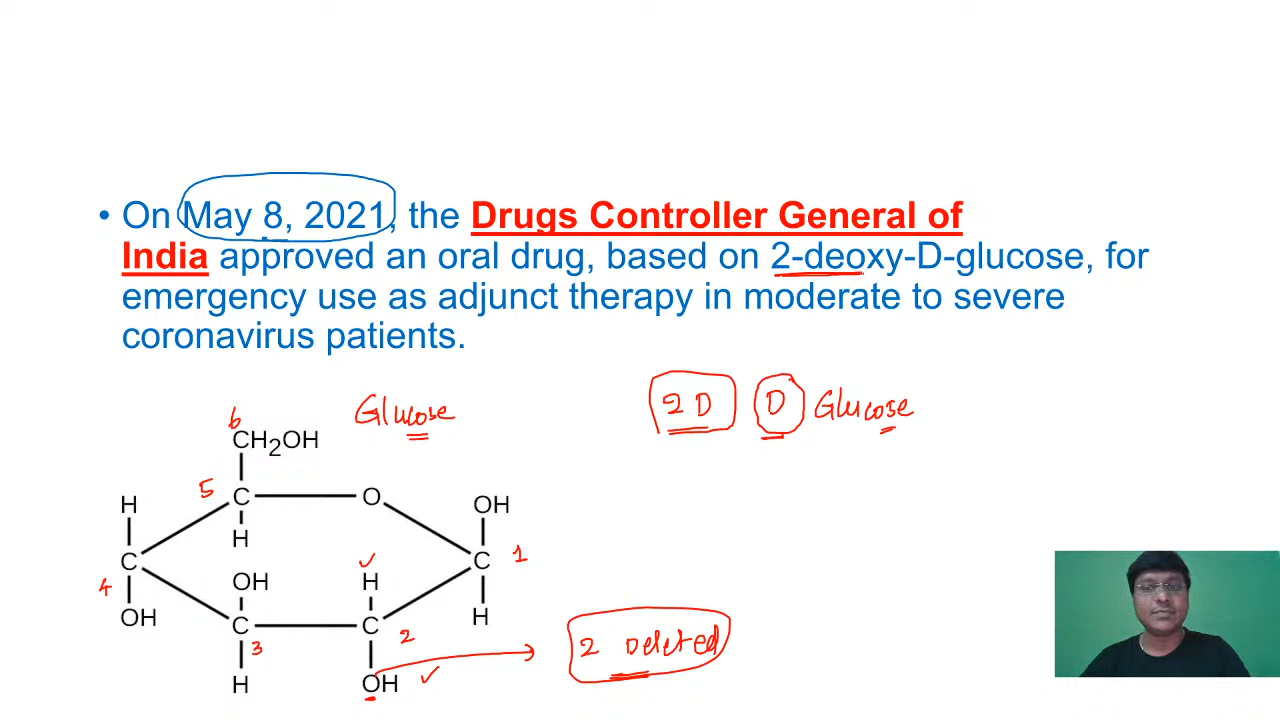 • On May 8, 2021, the Drugs Controller General of
India approved an oral drug, based on 2-deoxy-D-glucose, for
emergency use as adjunct therapy in moderate to severe
coronavirus patients.
2D D Glucose
Glucose
6
CH2OH
5 C O
H OH
H
C C 1
4 OH H
OH H
C 3 C 2
H OH
2 Deleted